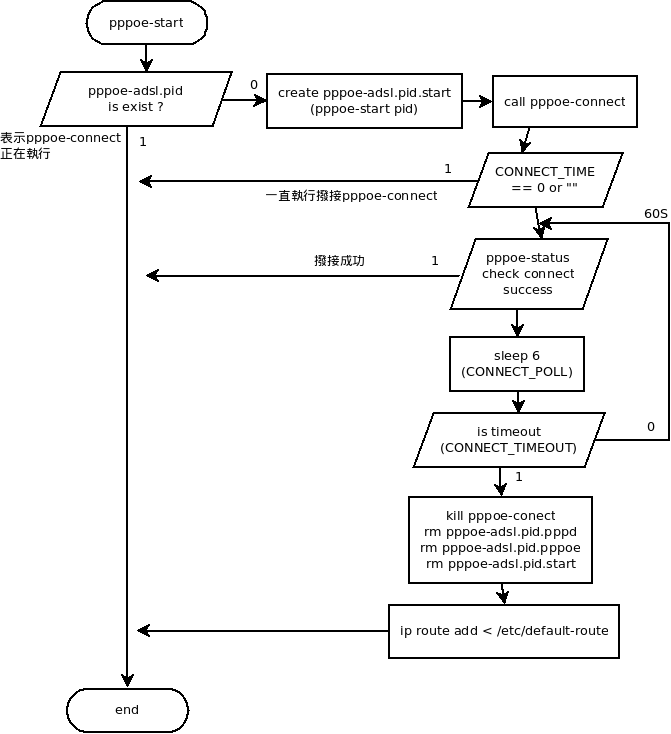 pppoe-start
pppoe-adsl.pid
is exist ?
0
create pppoe-adsl.pid.start
(pppoe-start pid)
call pppoe-connect
表示pppoe-connect
正在執行
1
CONNECT_TIME
== 0 or ""
1
一直執行撥接pppoe-connect
60S
pppoe-status
check connect
success
撥接成功
1
sleep 6
(CONNECT_POLL)
is timeout
(CONNECT_TIMEOUT)
0
1
kill pppoe-conect
rm pppoe-adsl.pid.pppd
rm pppoe-adsl.pid.pppoe
rm pppoe-adsl.pid.start
ip route add < /etc/default-route
end